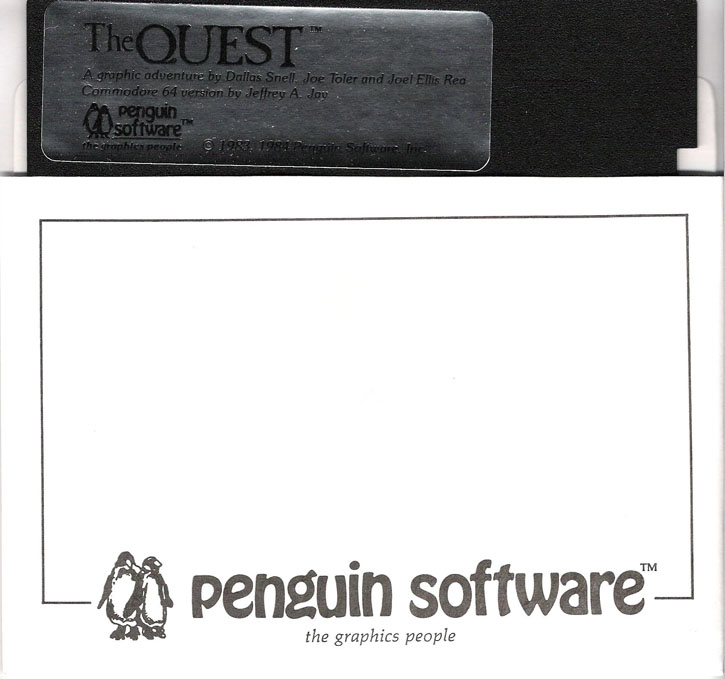 The QUEST™
A graphic adventure by Dallas Snell, Joe Toler and Joel Ellis Rea
Commodore 64 version by Jeffrey A. Jay
penguin
software™
the graphics people
© 1983, 1984 Penguin Software, Inc.
penguin software™
the graphics people